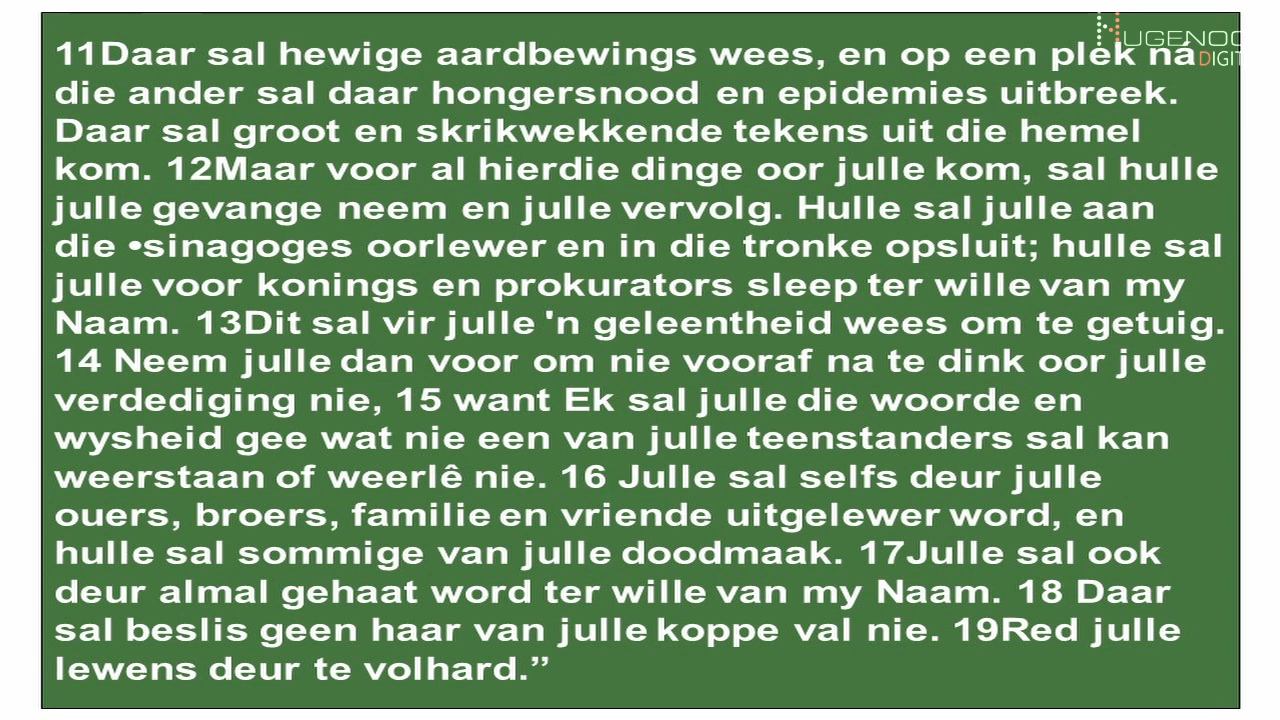 11Daar sal hewige aardbewings wees, en op een plek ná
die ander sal daar hongersnood en epidemies uitbreek.
Daar sal groot en skrikwekkende tekens uit die hemel
kom. 12Maar voor al hierdie dinge oor julle kom, sal hulle
julle gevange neem en julle vervolg. Hulle sal julle aan
die •sinagoges oorlewer en in die tronke opsluit; hulle sal
julle voor konings en prokurators sleep ter wille van my
Naam. 13Dit sal vir julle 'n geleentheid wees om te getuig.
14 Neem julle dan voor om nie vooraf na te dink oor julle
verdediging nie, 15 want Ek sal julle die woorde en
wysheid gee wat nie een van julle teenstanders sal kan
weerstaan of weerlê nie. 16 Julle sal selfs deur julle
ouers, broers, familie en vriende uitgelewer word, en
hulle sal sommige van julle doodmaak. 17Julle sal ook
deur almal gehaat word ter wille van my Naam. 18 Daar
sal beslis geen haar van julle koppe val nie. 19Red julle
lewens deur te volhard.”